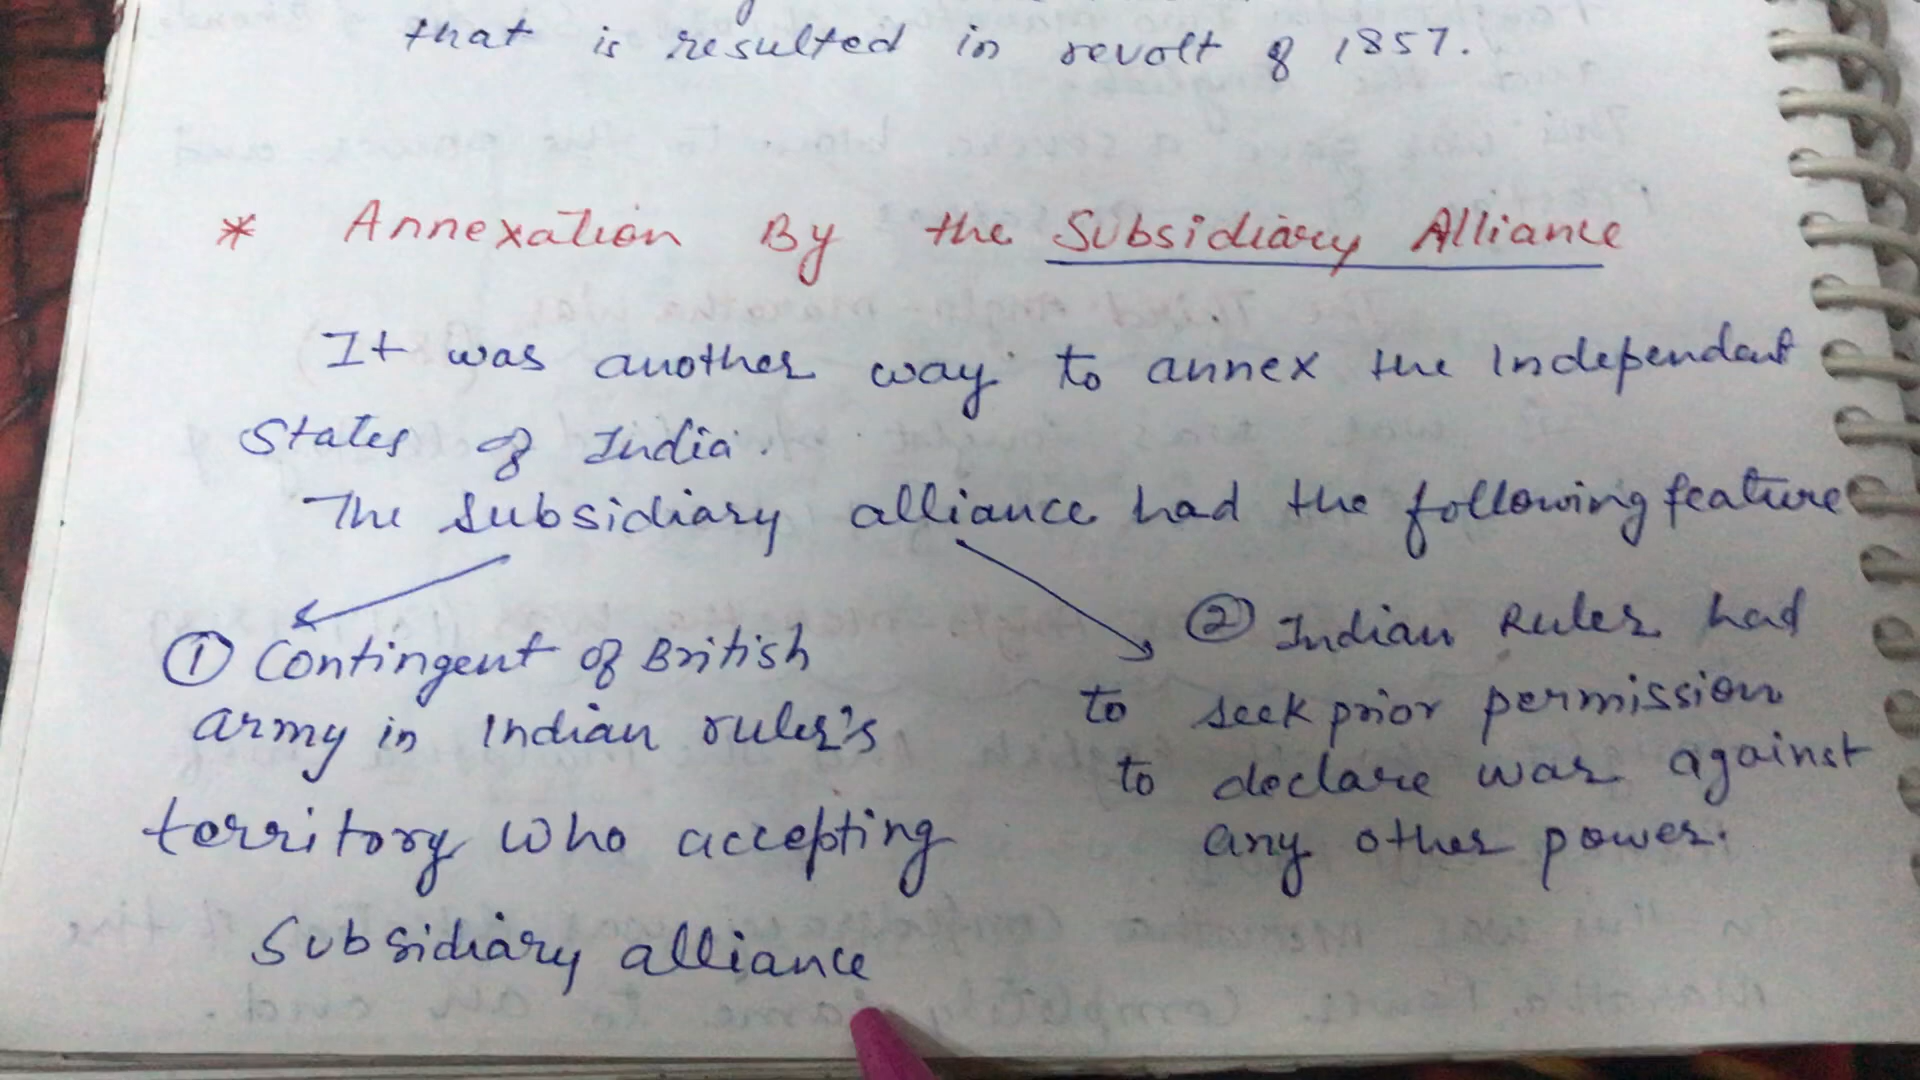 that is resulted in revolt of 1857.
* Annexation By the Subsidiary Alliance
It was another way to annex the Independent
States of India.
The Subsidiary alliance had the following feature
① Contingent of British
army in Indian ruler's
territory who accepting
Subsidiary alliance
② Indian Ruler had
to seek prior permission
to declare war against
any other power.